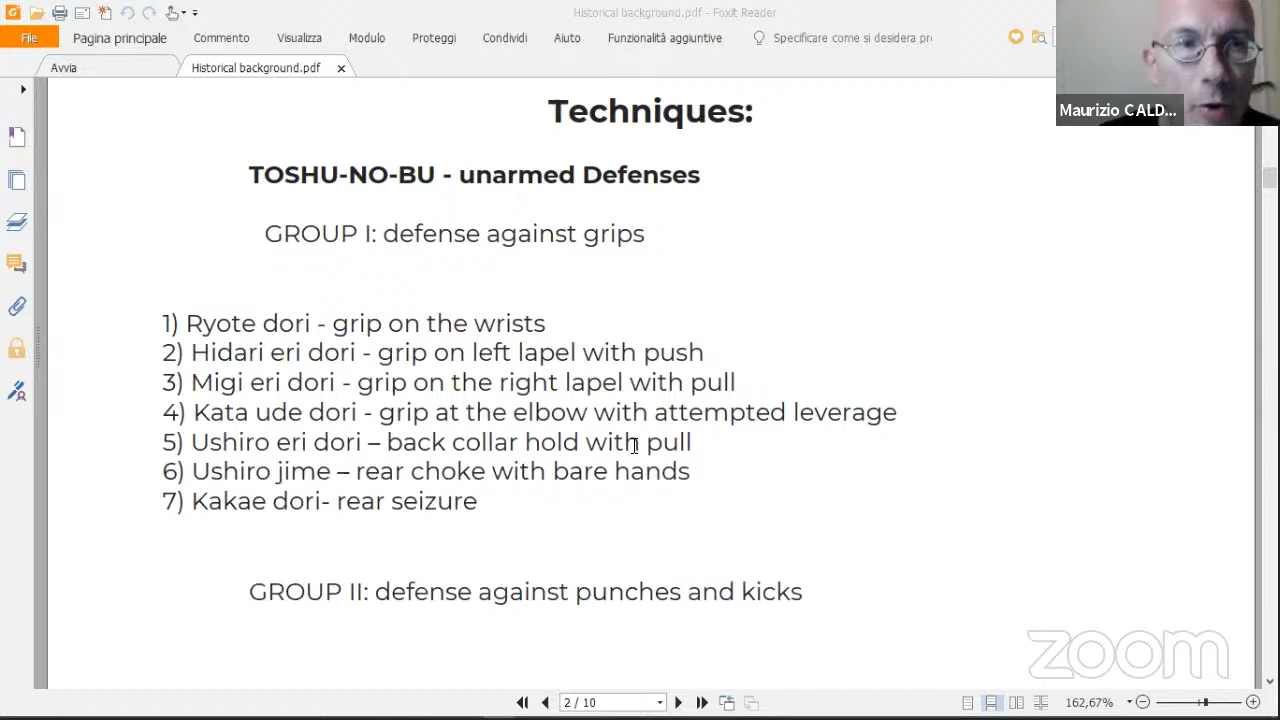 Historical background.pdf - Foxit Reader
File Pagina principale Commento Visualizza Modulo Proteggi Condividi Aiuto Funzionalità aggiuntive Specificare come si desidera pro
Avvia Historical background.pdf
Maurizio CALD...
Techniques:
TOSHU-NO-BU - unarmed Defenses
GROUP I: defense against grips
1) Ryote dori - grip on the wrists
2) Hidari eri dori - grip on left lapel with push
3) Migi eri dori - grip on the right lapel with pull
4) Kata ude dori - grip at the elbow with attempted leverage
5) Ushiro eri dori – back collar hold with pull
6) Ushiro jime – rear choke with bare hands
7) Kakae dori- rear seizure
GROUP II: defense against punches and kicks
zoom
2 / 10
162,67%